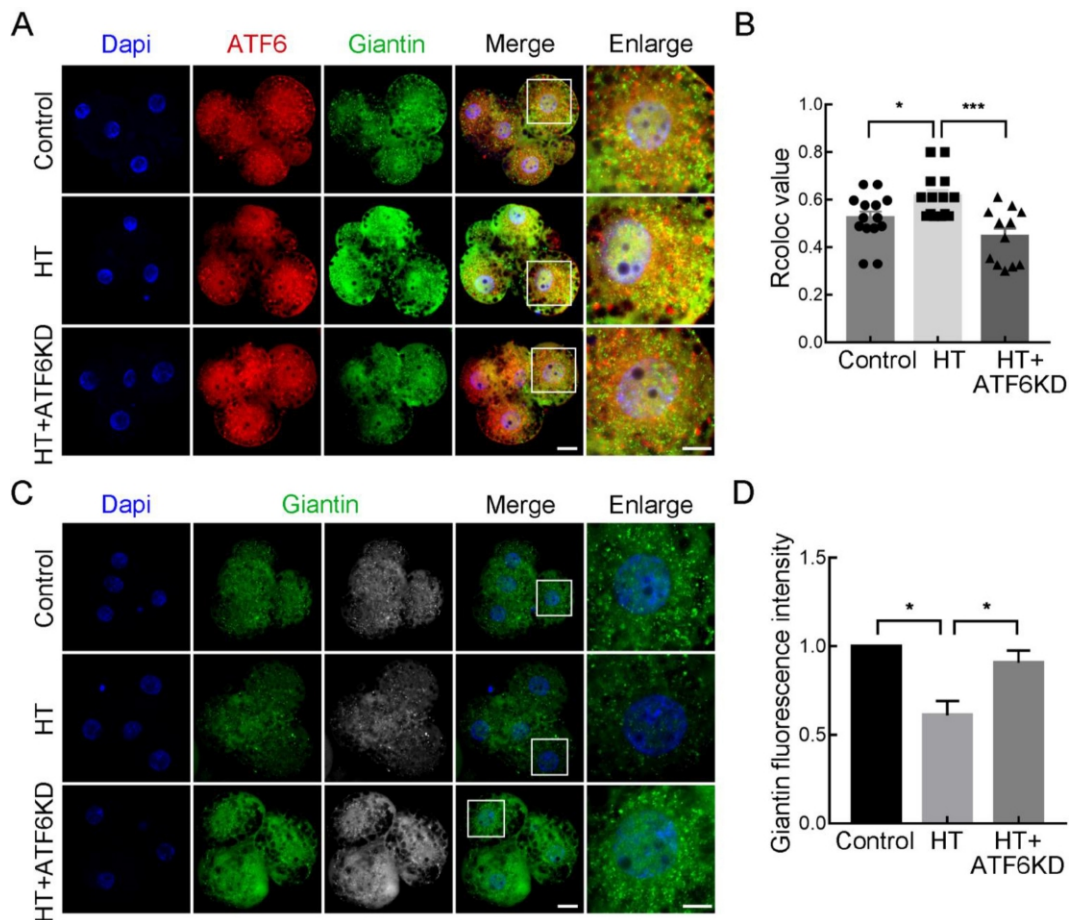 A
Dapi ATF6 Giantin Merge Enlarge
Control
HT
HT+ATF6KD
B
Rcoloc value
1.0
0.8
0.6
0.4
0.2
0.0
* ***
Control HT HT+
ATF6KD
C
Dapi Giantin Merge Enlarge
Control
HT
HT+ATF6KD
D
Giantin fluorescence intensity
1.5
1.0
0.5
0.0
* *
Control HT HT+
ATF6KD